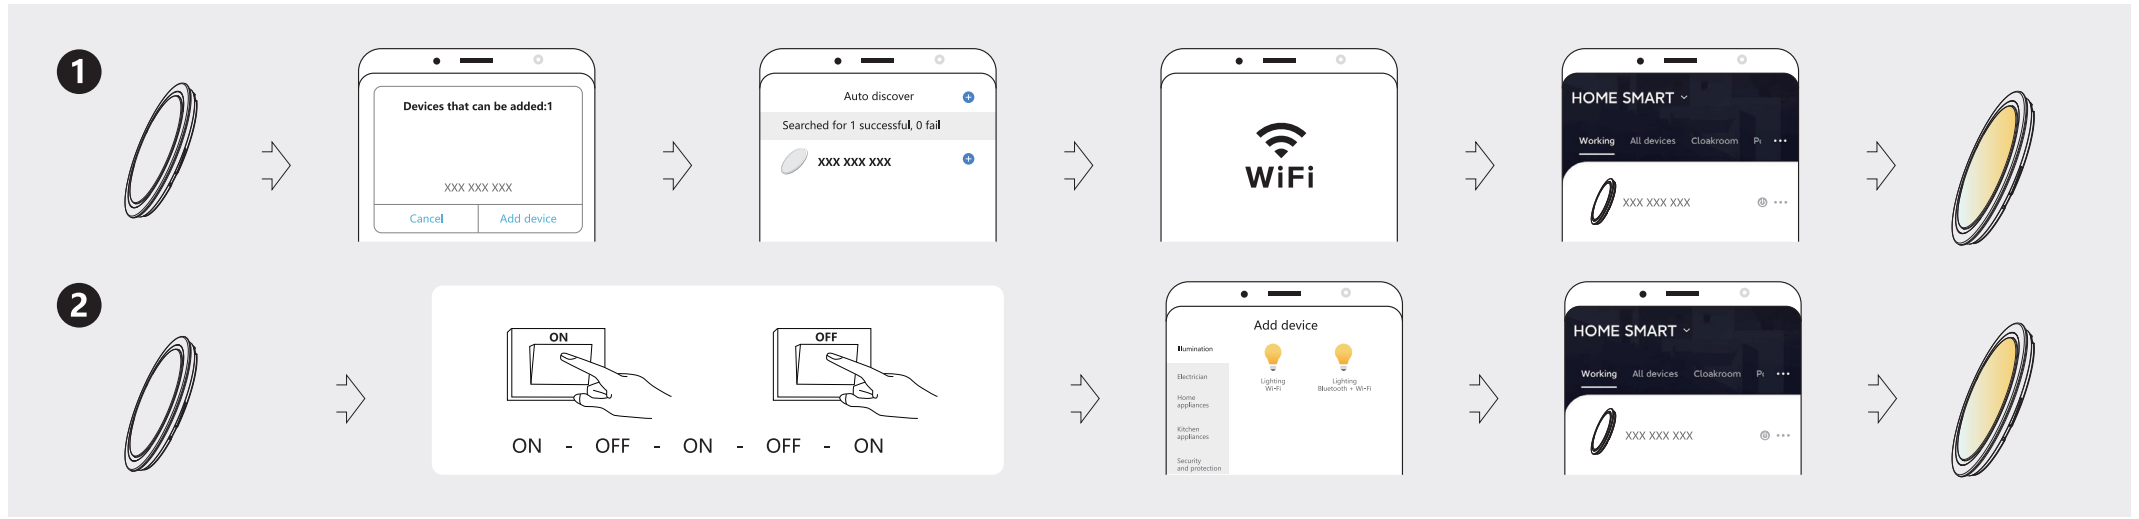 1
Devices that can be added:1
XXX XXX XXX
Cancel
Add device
Auto discover
Searched for 1 successful, 0 fail
XXX XXX XXX
WiFi
HOME SMART
Working All devices Cloakroom
XXX XXX XXX
2
ON
OFF
ON - OFF - ON - OFF - ON
Add device
Illumination
Electrician
Home
appliances
Kitchen
appliances
Security
and protection
Lighting
Wi-Fi
Lighting
Bluetooth + Wi-Fi
HOME SMART
Working All devices Cloakroom
XXX XXX XXX